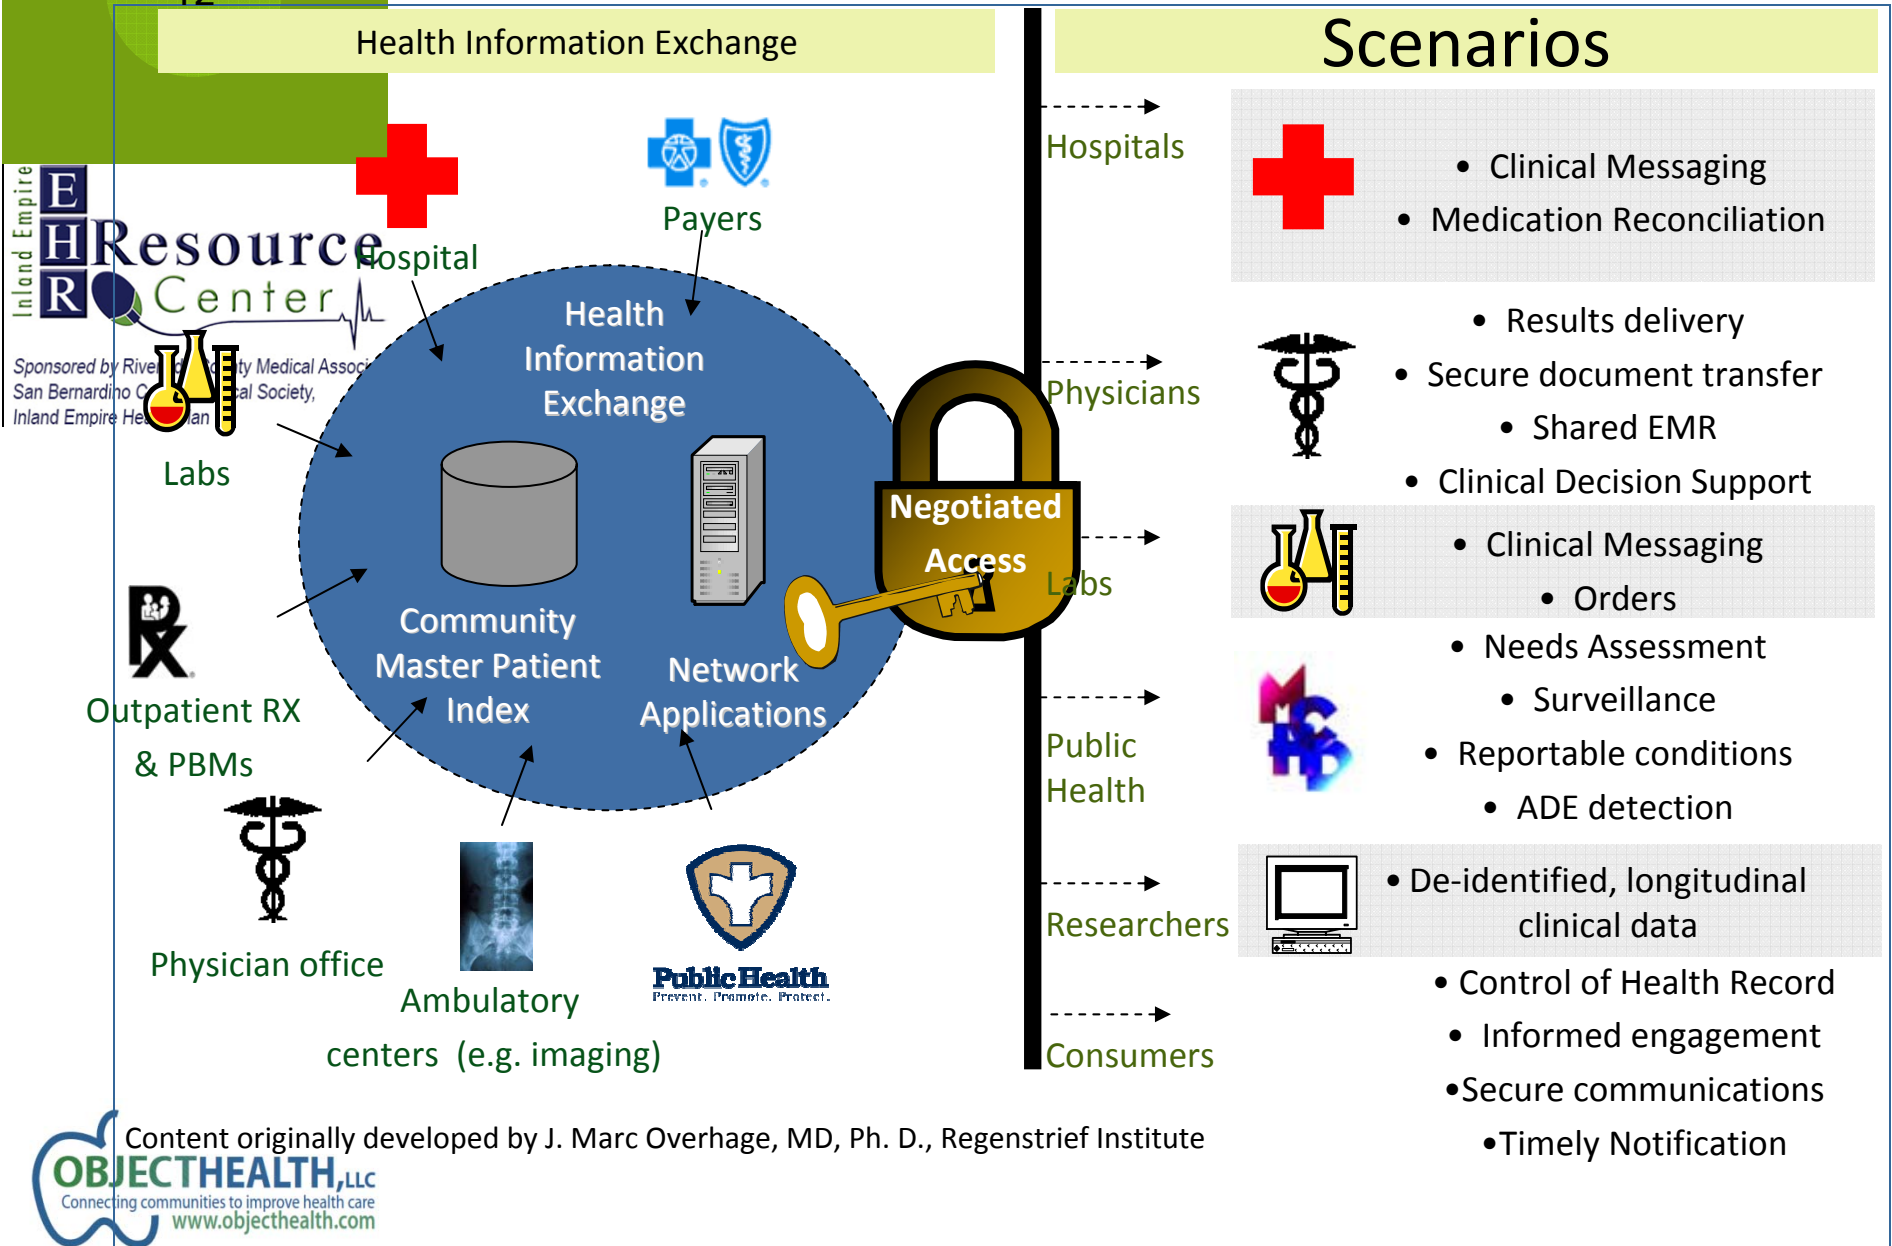 12
Health Information Exchange
Scenarios
Inland Empire
EHR
Resource
Center
Sponsored by Medical
San Bernardino Society,
Inland Empire
Hospital
Payers
Labs
Outpatient RX
& PBMs
Rx
Physician office
Ambulatory
centers (e.g. imaging)
Public Health
Prevent. Promote. Protect.
Health
Information
Exchange
Community
Master Patient
Index
Network
Applications
Negotiated
Access
Hospitals
• Clinical Messaging
• Medication Reconciliation
Physicians
• Results delivery
• Secure document transfer
• Shared EMR
• Clinical Decision Support
Labs
• Clinical Messaging
• Orders
Public
Health
MCHD
• Needs Assessment
• Surveillance
• Reportable conditions
• ADE detection
Researchers
• De-identified, longitudinal
clinical data
Consumers
• Control of Health Record
• Informed engagement
•Secure communications
•Timely Notification
Content originally developed by J. Marc Overhage, MD, Ph. D., Regenstrief Institute
OBJECTHEALTH,LLC
Connecting communities to improve health care
www.objecthealth.com